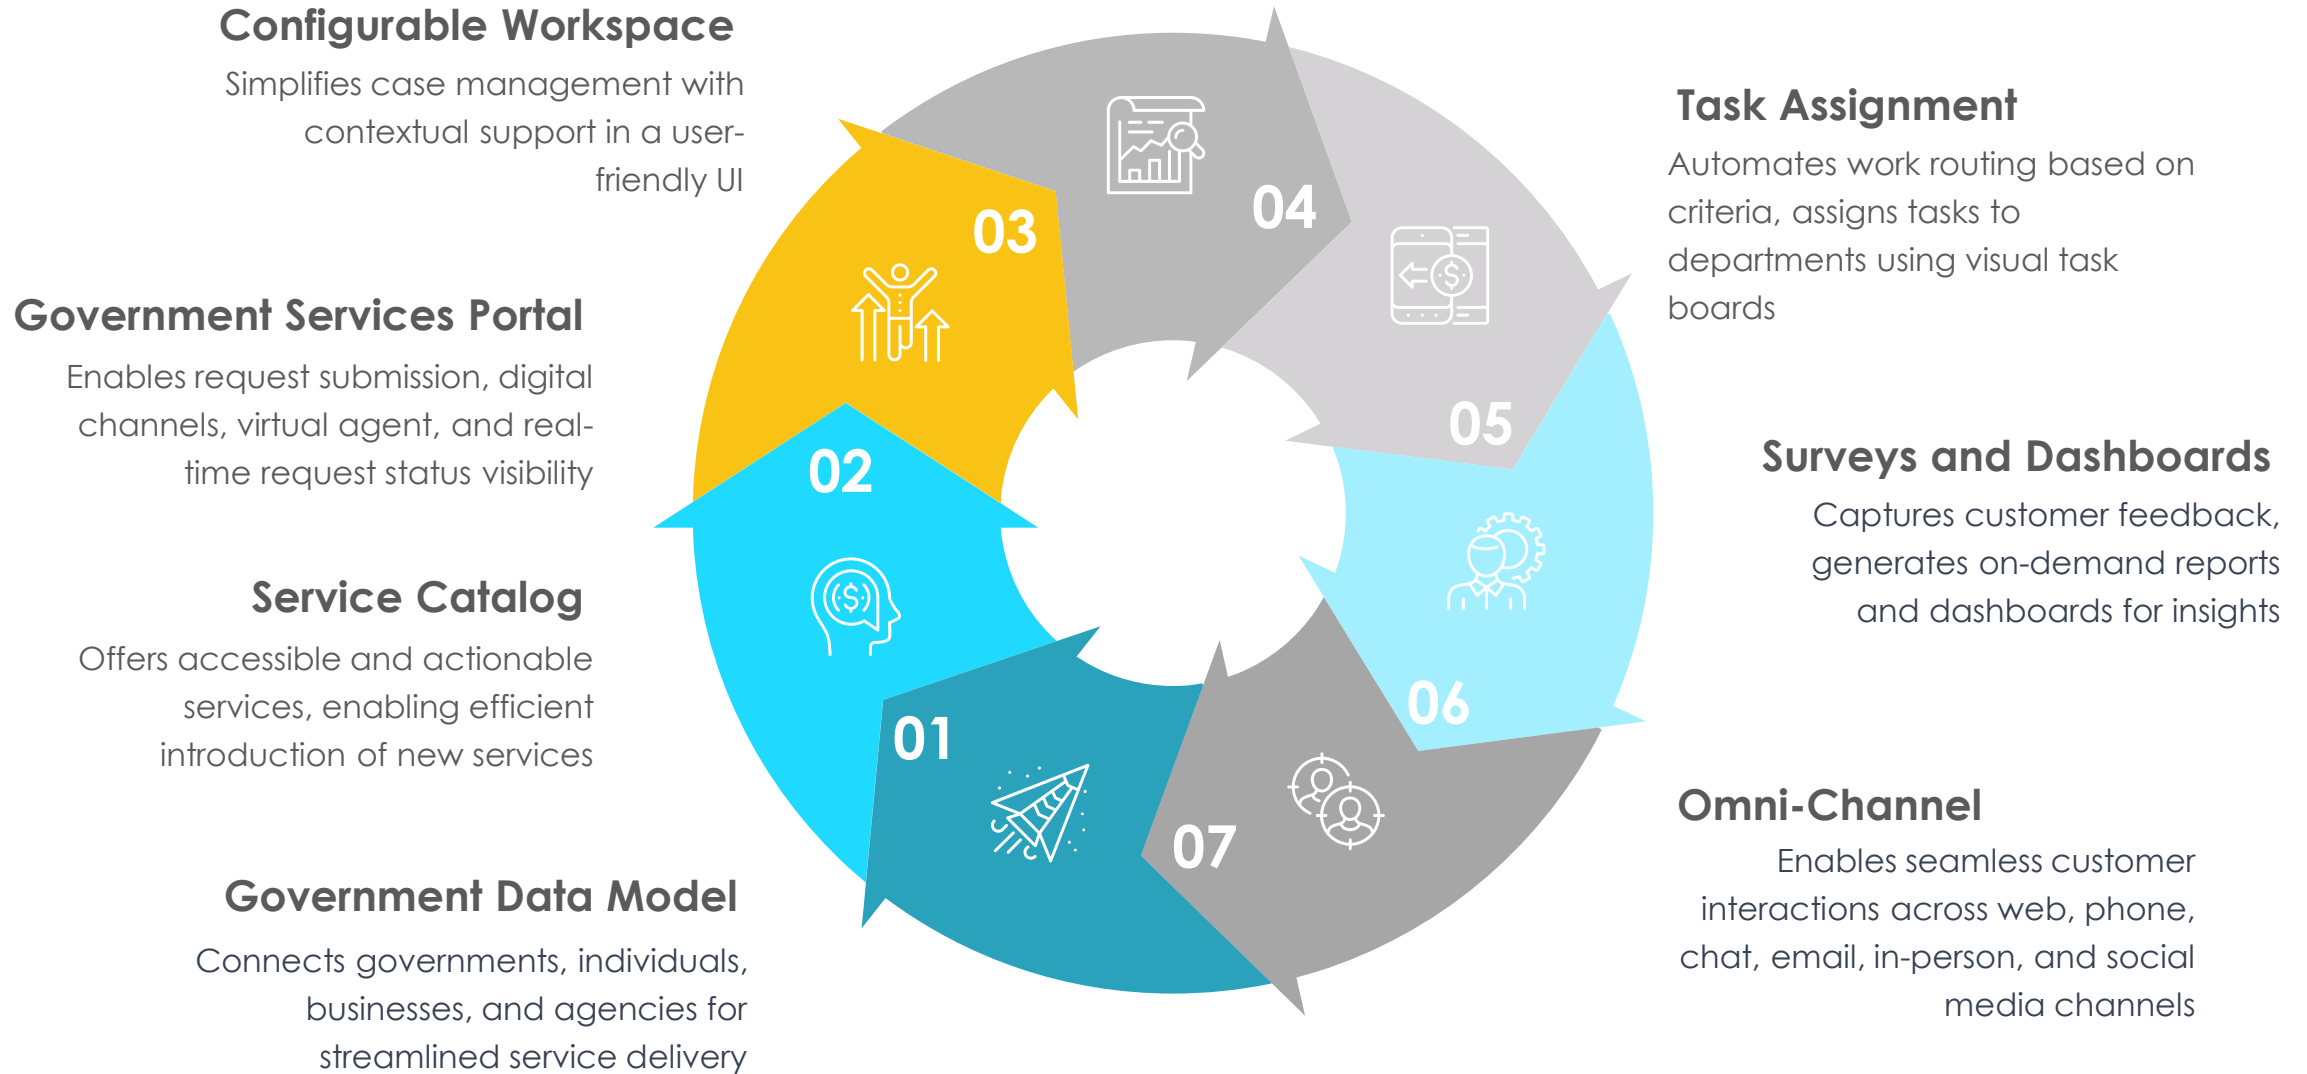 Configurable Workspace
Simplifies case management with
contextual support in a user-
friendly UI
Government Services Portal
Enables request submission, digital
channels, virtual agent, and real-
time request status visibility
Service Catalog
Offers accessible and actionable
services, enabling efficient
introduction of new services
Government Data Model
Connects governments, individuals,
businesses, and agencies for
streamlined service delivery
01
02
03
04
05
06
07
Task Assignment
Automates work routing based on
criteria, assigns tasks to
departments using visual task
boards
Surveys and Dashboards
Captures customer feedback,
generates on-demand reports
and dashboards for insights
Omni-Channel
Enables seamless customer
interactions across web, phone,
chat, email, in-person, and social
media channels